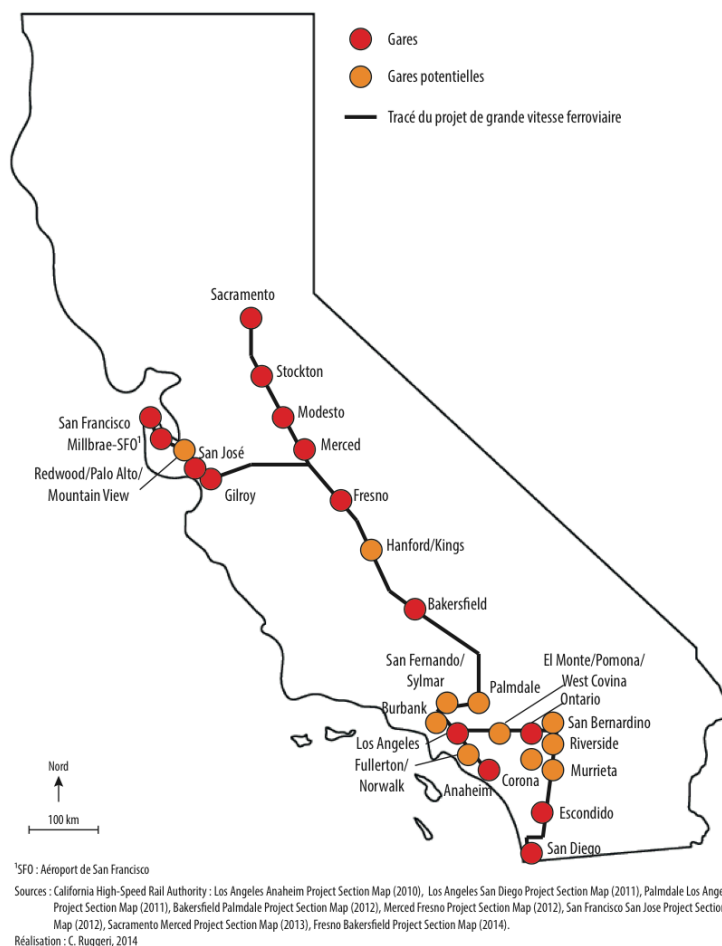 Gares
Gares potentielles
Tracé du projet de grande vitesse ferroviaire
Sacramento
Stockton
Modesto
Merced
San Francisco
Millbrae-SFO¹
San José
Redwood/Palo Alto/
Mountain View
Gilroy
Fresno
Hanford/Kings
Bakersfield
San Fernando/
Sylmar
Palmdale
El Monte/Pomona/
West Covina
Ontario
Burbank
San Bernardino
Los Angeles
Riverside
Fullerton/
Norwalk
Anaheim
Corona
Murrieta
Escondido
San Diego
Nord
100 km
¹SFO : Aéroport de San Francisco
Sources : California High-Speed Rail Authority : Los Angeles Anaheim Project Section Map (2010), Los Angeles San Diego Project Section Map (2011), Palmdale Los Ange
Project Section Map (2011), Bakersfield Palmdale Project Section Map (2012), Merced Fresno Project Section Map (2012), San Francisco San Jose Project Section
Map (2012), Sacramento Merced Project Section Map (2013), Fresno Bakersfield Project Section Map (2014).
Réalisation : C. Ruggeri, 2014